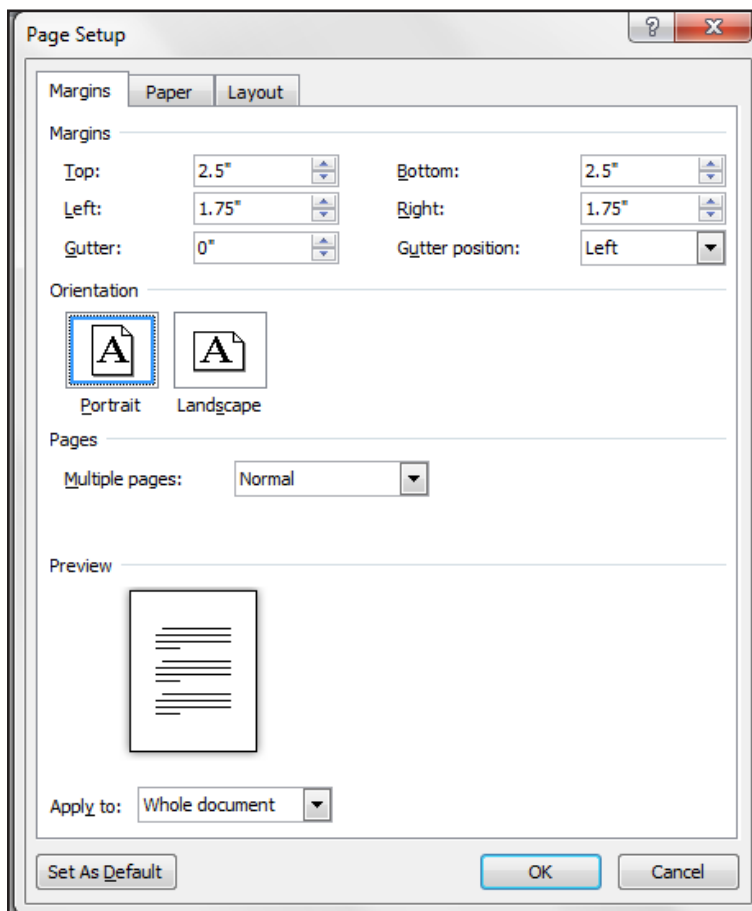 Page Setup ? X
Margins Paper Layout
Margins
Top: 2.5" Bottom: 2.5"
Left: 1.75" Right: 1.75"
Gutter: 0" Gutter position: Left
Orientation
A A
Portrait Landscape
Pages
Multiple pages: Normal
Preview
Apply to: Whole document
Set As Default OK Cancel